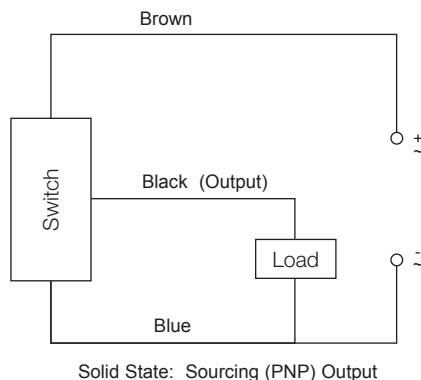 Brown
+
~
Switch
Black (Output)
Load
-
~
Blue
Solid State: Sourcing (PNP) Output